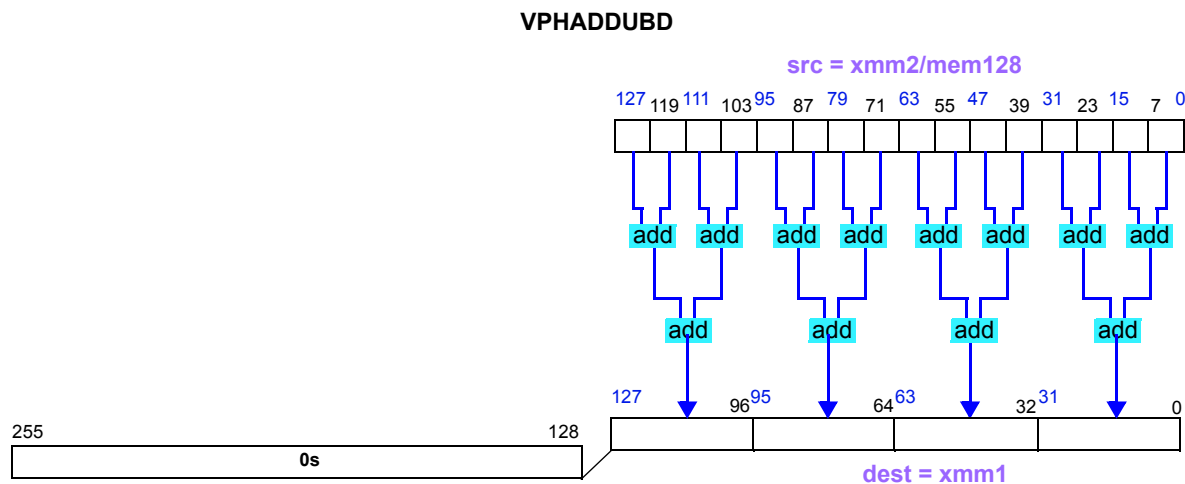 VPHADDUBD
src = xmm2/mem128
127 119 111 103 95 87 79 71 63 55 47 39 31 23 15 7 0
add add add add add add add add
add add add add
127 96 95 64 63 32 31 0
255 128
0s
dest = xmm1